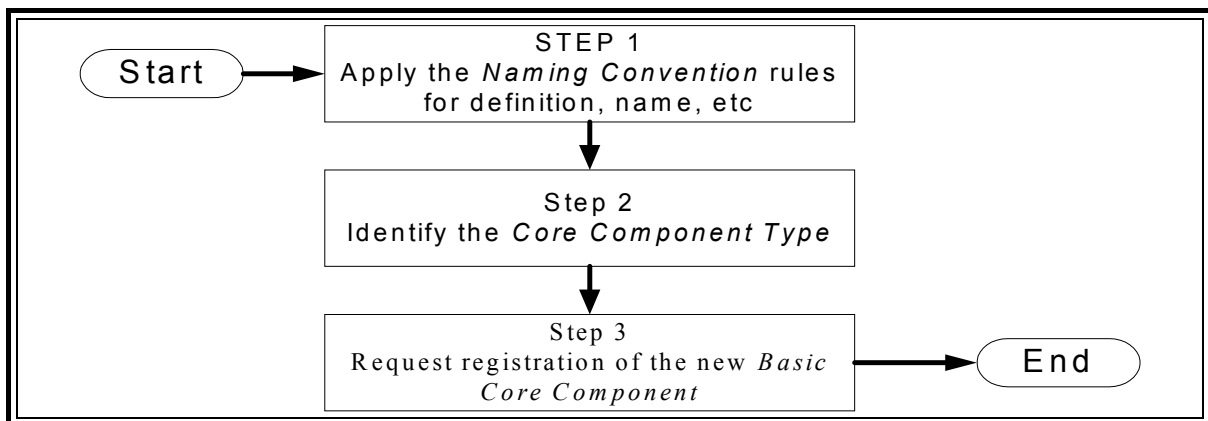 Start
STEP 1
Apply the Naming Convention rules
for definition, name, etc
Step 2
Identify the Core Component Type
Step 3
Request registration of the new Basic
Core Component
End